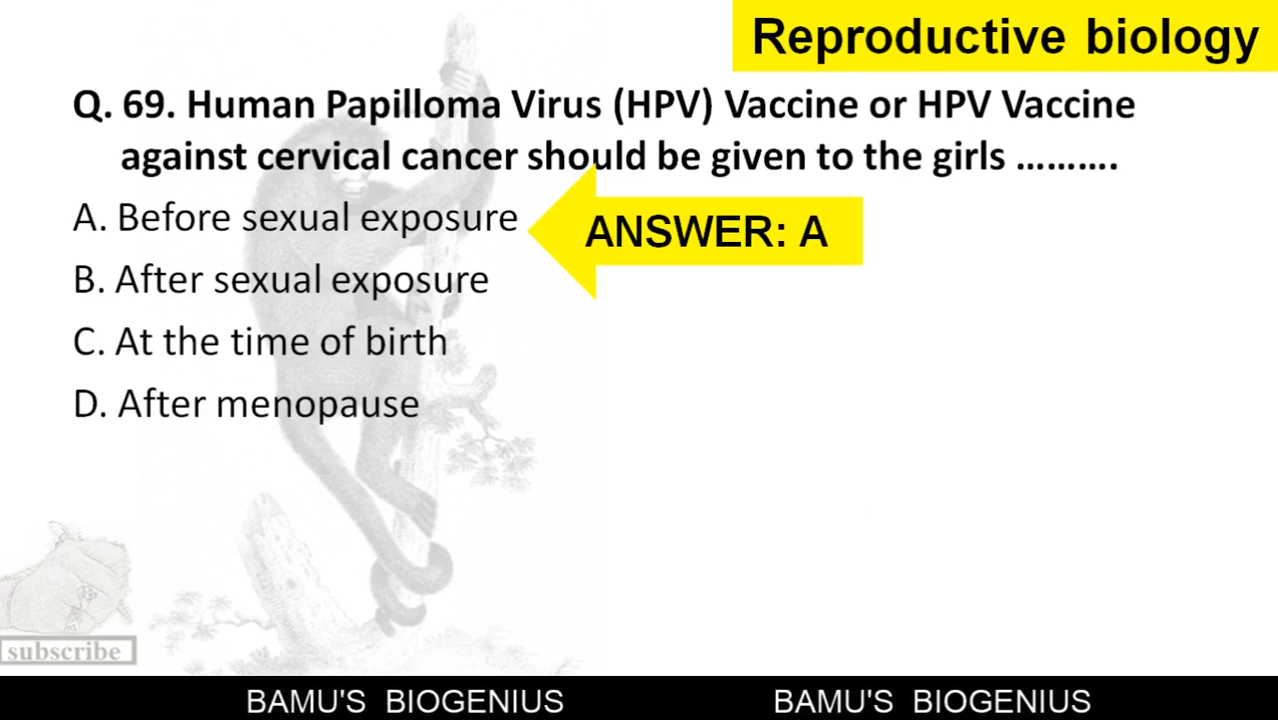 Reproductive biology
Q. 69. Human Papilloma Virus (HPV) Vaccine or HPV Vaccine
against cervical cancer should be given to the girls ……….
A. Before sexual exposure
ANSWER: A
B. After sexual exposure
C. At the time of birth
D. After menopause
subscribe
BAMU'S BIOGENIUS BAMU'S BIOGENIUS